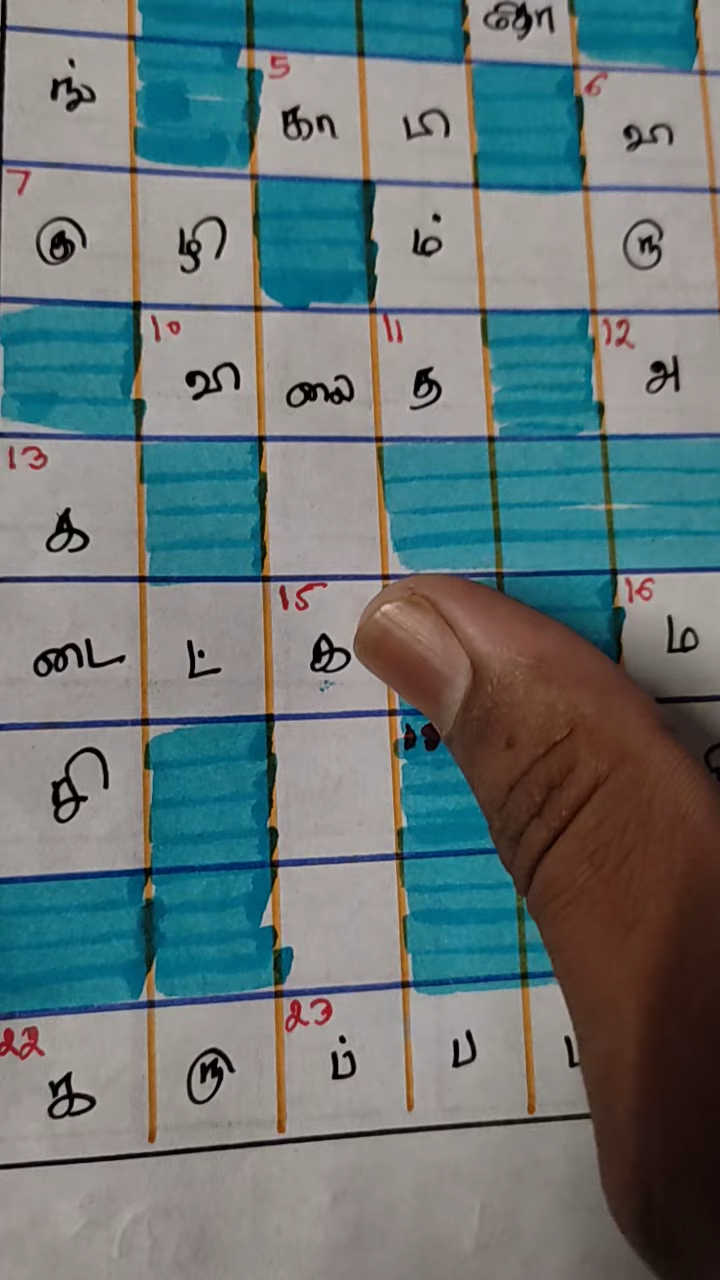 தோ
ங் 5 கா மி 6 வ
7 கு ழி ம் ரு
10 வி லை 11 த 12 அ
13 க
டை ட் 15 க 16 ம
சி
22 க ரு 23 ப் ப